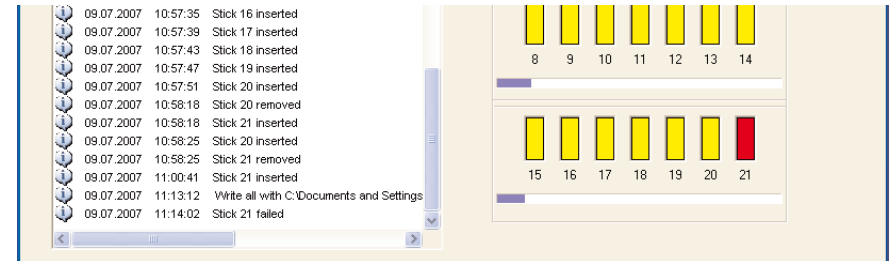 09.07.2007 10:57:35 Stick 16 inserted
09.07.2007 10:57:39 Stick 17 inserted
09.07.2007 10:57:43 Stick 18 inserted
09.07.2007 10:57:47 Stick 19 inserted
09.07.2007 10:57:51 Stick 20 inserted
09.07.2007 10:58:18 Stick 20 removed
09.07.2007 10:58:18 Stick 21 inserted
09.07.2007 10:58:25 Stick 20 inserted
09.07.2007 10:58:25 Stick 21 removed
09.07.2007 11:00:41 Stick 21 inserted
09.07.2007 11:13:12 Write all with C:\Documents and Settings
09.07.2007 11:14:02 Stick 21 failed
8 9 10 11 12 13 14
15 16 17 18 19 20 21